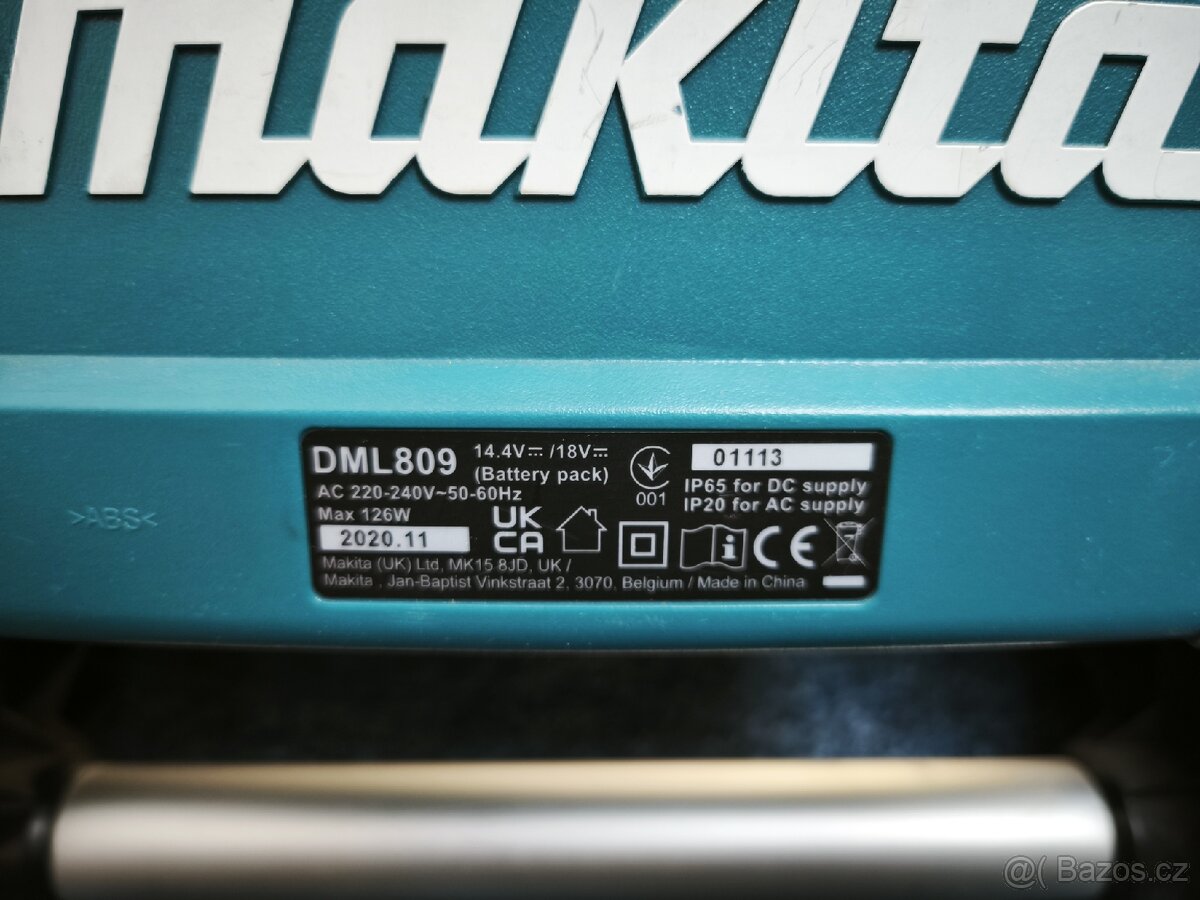 makita
DML809 14.4V⎓ /18V⎓
(Battery pack)
AC 220-240V~50-60Hz
Max 126W
2020.11
UK
CA
001
01113
IP65 for DC supply
IP20 for AC supply
i
CE
Makita (UK) Ltd, MK15 8JD, UK /
Makita , Jan-Baptist Vinkstraat 2, 3070, Belgium / Made in China
>ABS<
@( Bazos.cz